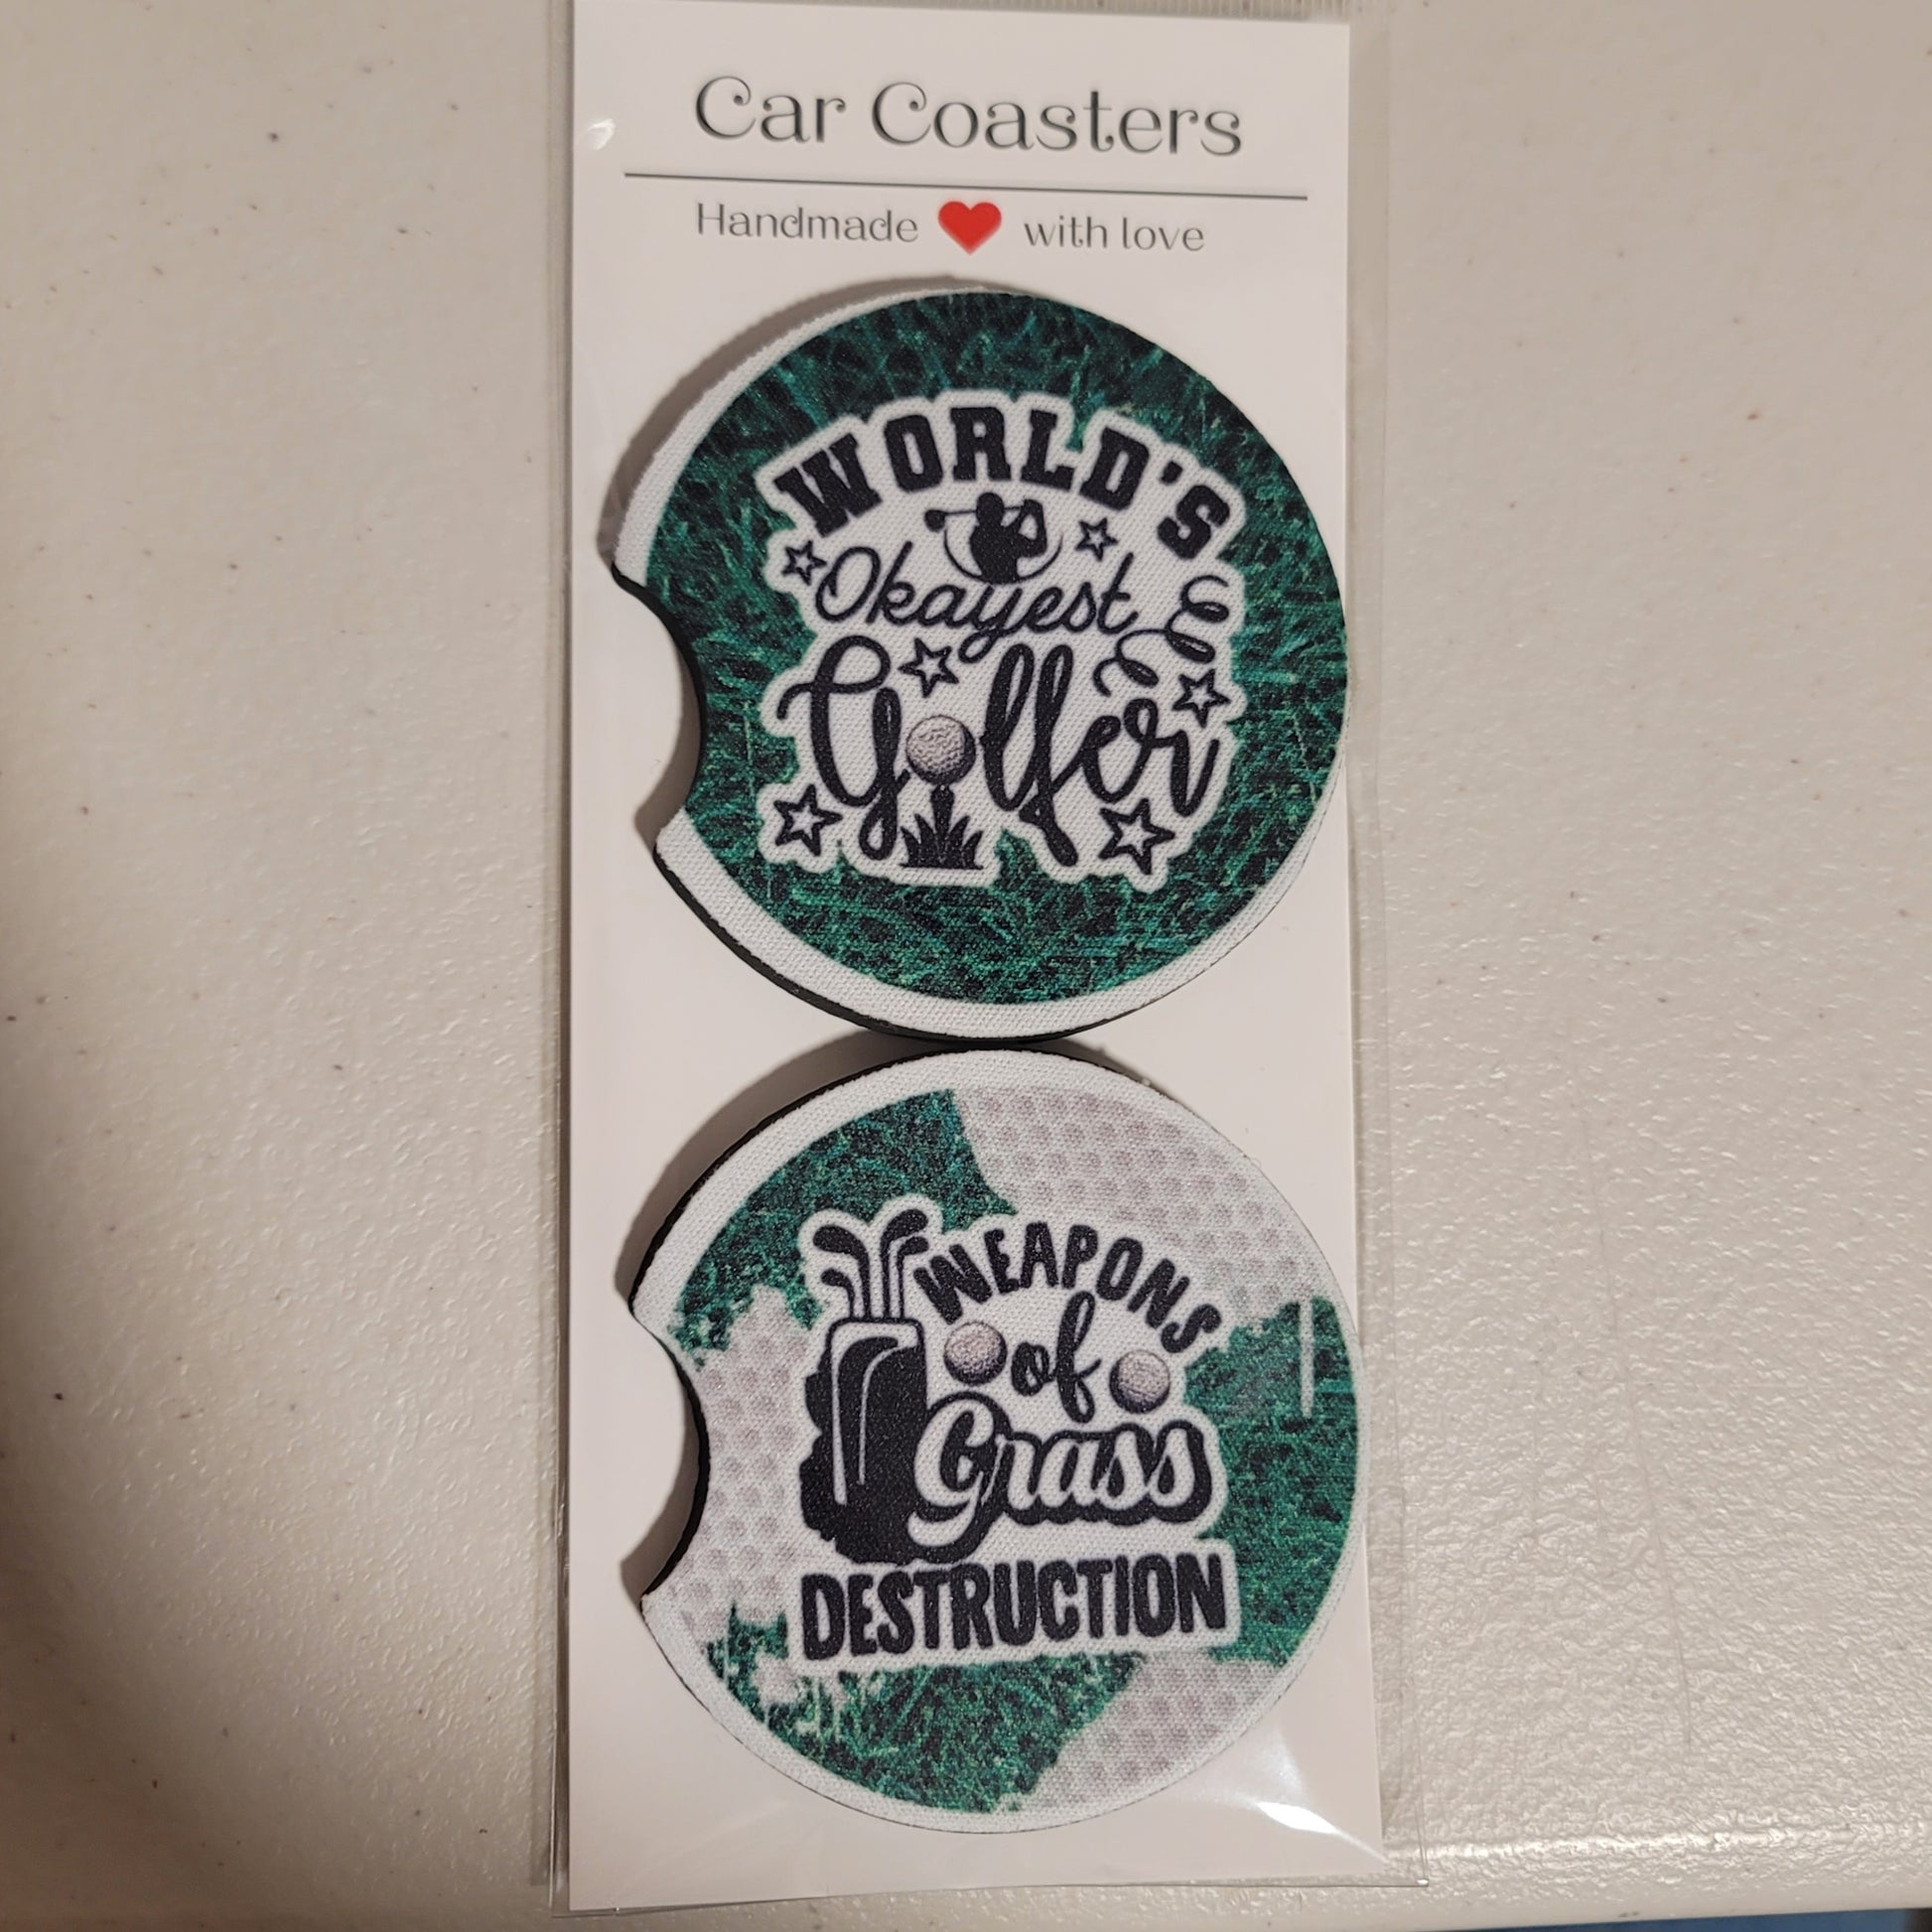 Car Coasters
Handmade with love
WORLD'S
Okayest
Golfer
WEAPONS
of
Grass
DESTRUCTION